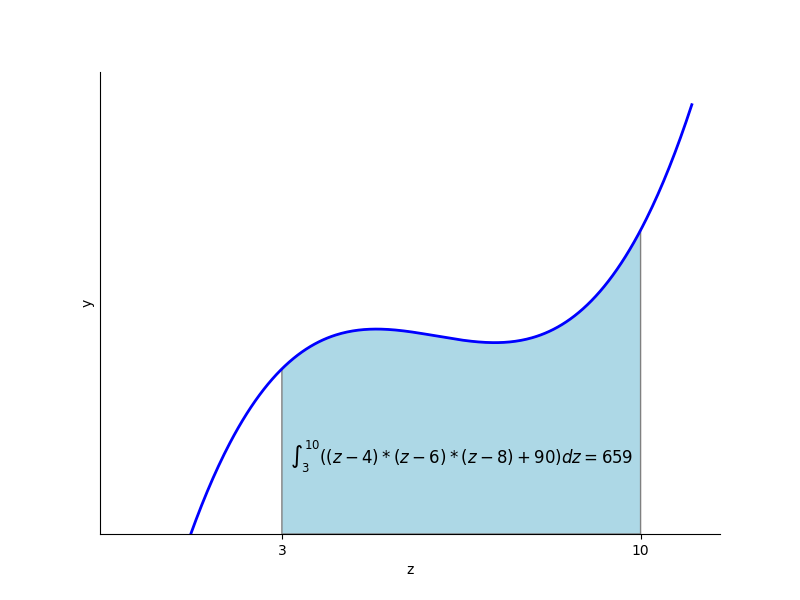 y
∫₃¹⁰((z − 4) * (z − 6) * (z − 8) + 90)dz = 659
3 10
z